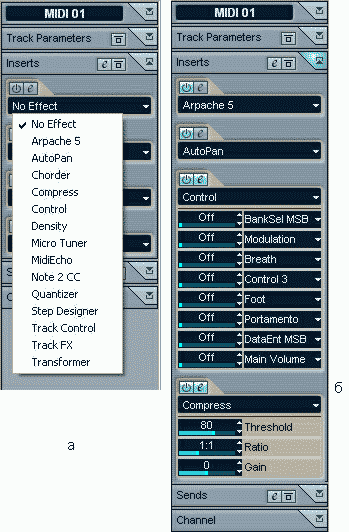 MIDI 01
Track Parameters
Inserts
e
e
No Effect
No Effect
Arpache 5
AutoPan
Chorder
Compress
Control
Density
Micro Tuner
MidiEcho
Note 2 CC
Quantizer
Step Designer
Track Control
Track FX
Transformer
S
C
а
MIDI 01
Track Parameters
Inserts
e
e
Arpache 5
e
AutoPan
e
Control
Off BankSel MSB
Off Modulation
Off Breath
Off Control 3
Off Foot
Off Portamento
Off DataEnt MSB
Off Main Volume
e
Compress
80 Threshold
1:1 Ratio
0 Gain
Sends
e
Channel
б